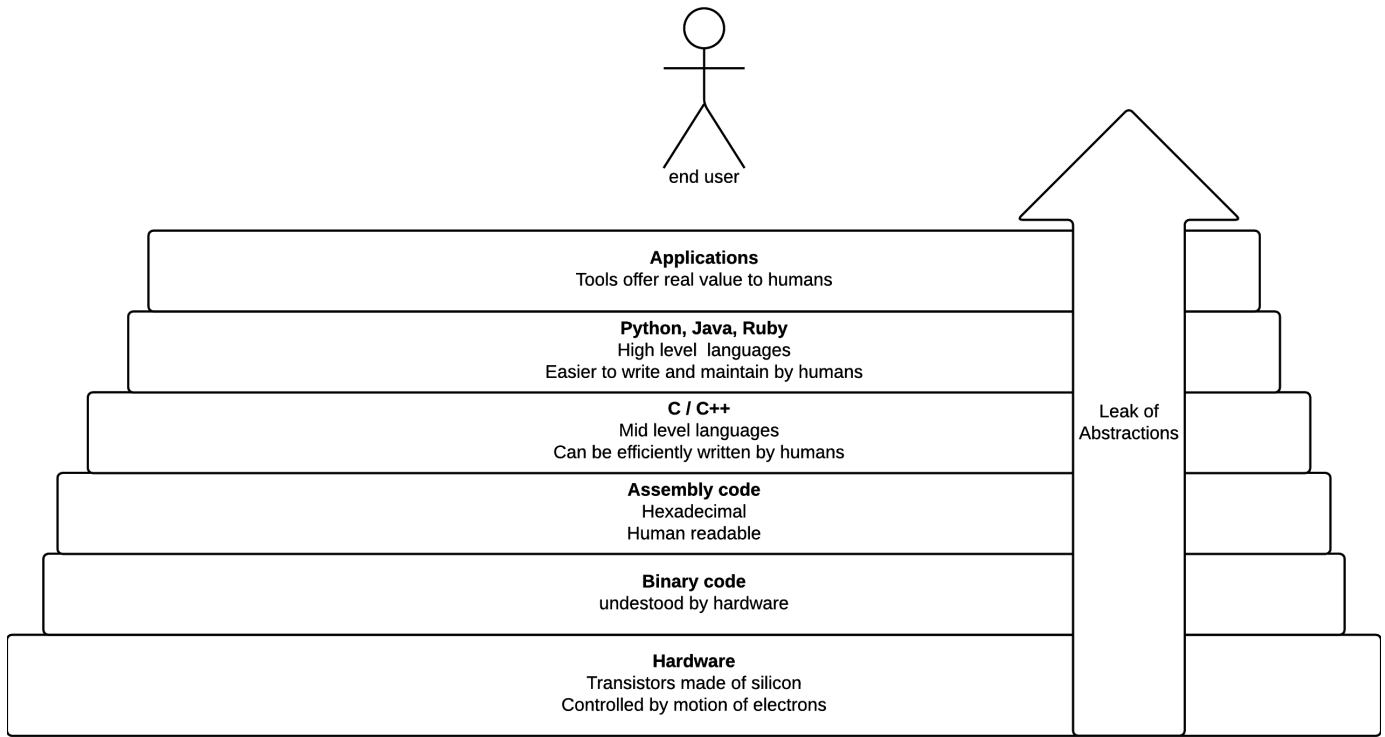 end user
Applications
Tools offer real value to humans
Python, Java, Ruby
High level  languages
Easier to write and maintain by humans
C / C++
Mid level languages
Can be efficiently written by humans
Leak of
Abstractions
Assembly code
Hexadecimal
Human readable
Binary code
undestood by hardware
Hardware
Transistors made of silicon
Controlled by motion of electrons